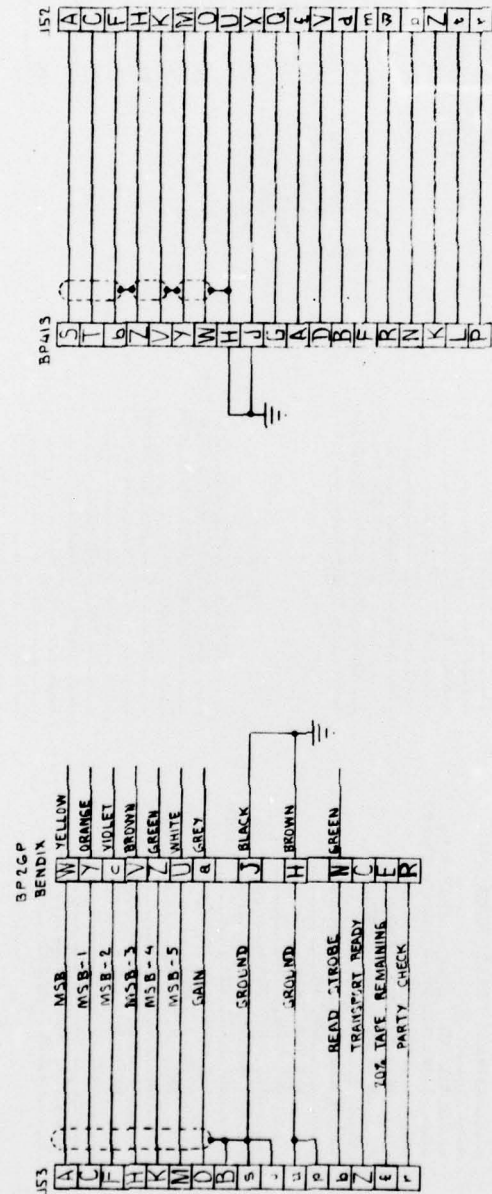 BP26P
BENDIX
J53
A MSB W YELLOW
C MSB-1 Y ORANGE
F MSB-2 c VIOLET
H MSB-3 V BROWN
K MSB-4 Z GREEN
M MSB-5 U WHITE
O GAIN a GREY
B
s GROUND J BLACK
u GROUND H BROWN
p
b READ STROBE N GREEN
Z TRANSPORT READY C
£ 20% TAPE REMAINING E
r PARTY CHECK R
BP413 J52
S A
T C
b F
Z H
V K
Y M
W O
H U
J X
G Q
A £
D V
B d
F m
R w
N
K Z
L t
P r